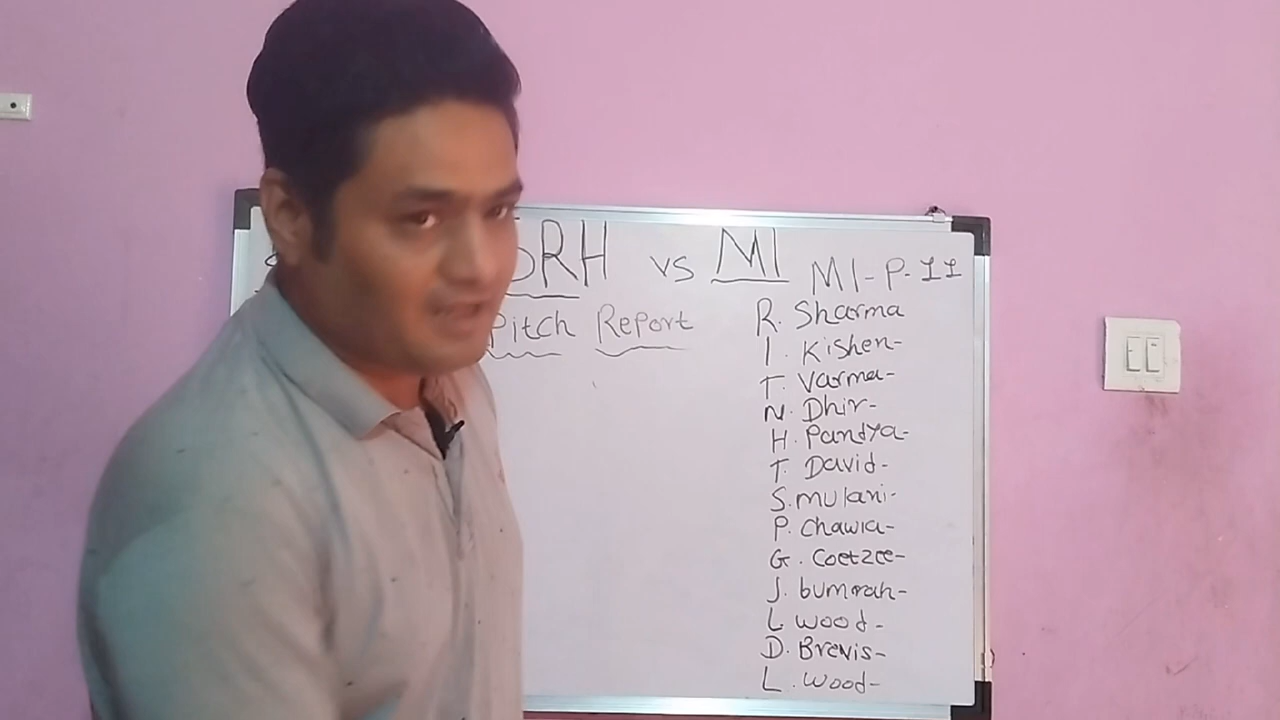 SRH vs MI
Pitch Report
MI-P-11
R. Sharma
I. Kishen-
T. Varma-
N. Dhir-
H. Pandya-
T. David-
S. Mulani-
P. Chawla-
G. Coetzee-
J. bumrah-
L wood-
D. Brevis-
L. wood-